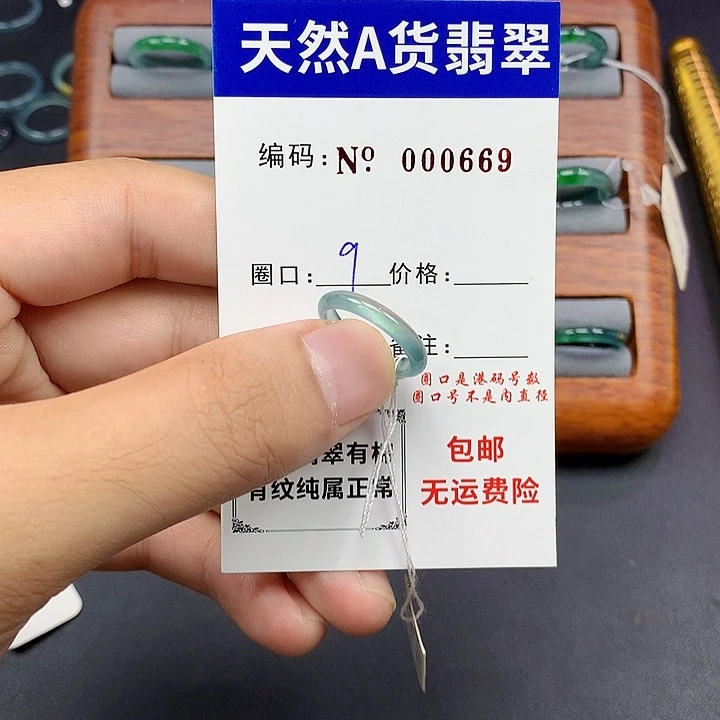 天然A货翡翠
编码: Nº. 000669
圈口: 9 价格:
备注:
圈口是港码号数
圈口号不是内直径
翠有棉
有纹纯属正常
包邮
无运费险